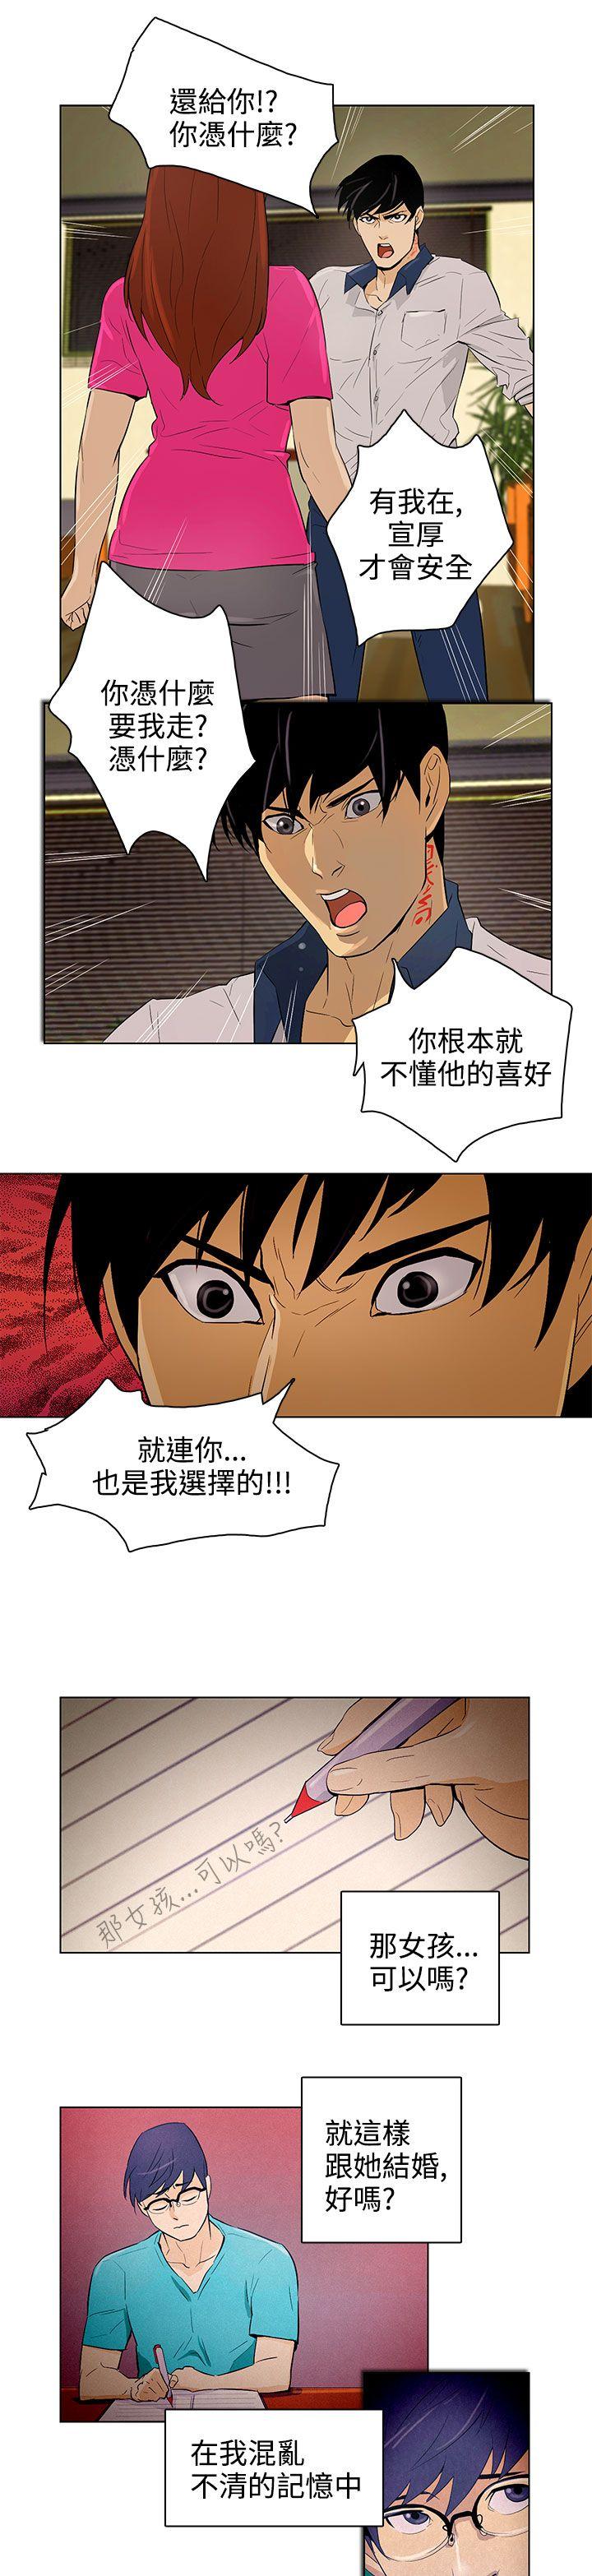 還給你!?
你憑什麼?
有我在,
宣厚
才會安全
你憑什麼
要我走?
憑什麼?
你根本就
不懂他的喜好
就連你...
也是我選擇的!!!
那女孩...可以嗎?
那女孩...
可以嗎?
就這樣
跟她結婚,
好嗎?
在我混亂
不清的記憶中